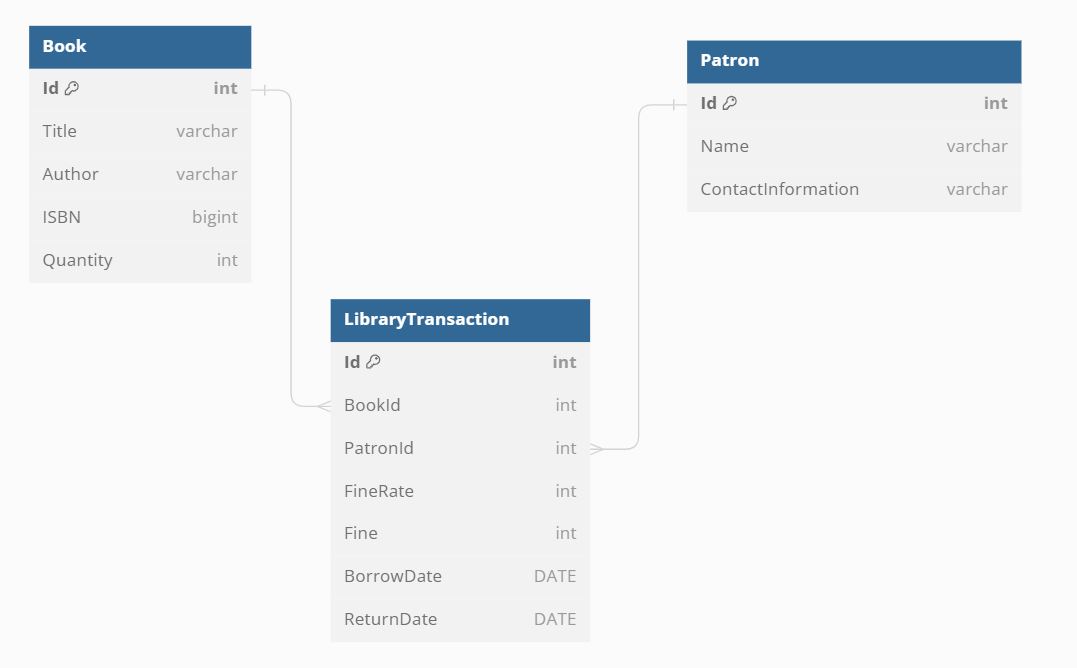 Book
Id int
Title varchar
Author varchar
ISBN bigint
Quantity int
Patron
Id int
Name varchar
ContactInformation varchar
LibraryTransaction
Id int
BookId int
PatronId int
FineRate int
Fine int
BorrowDate DATE
ReturnDate DATE